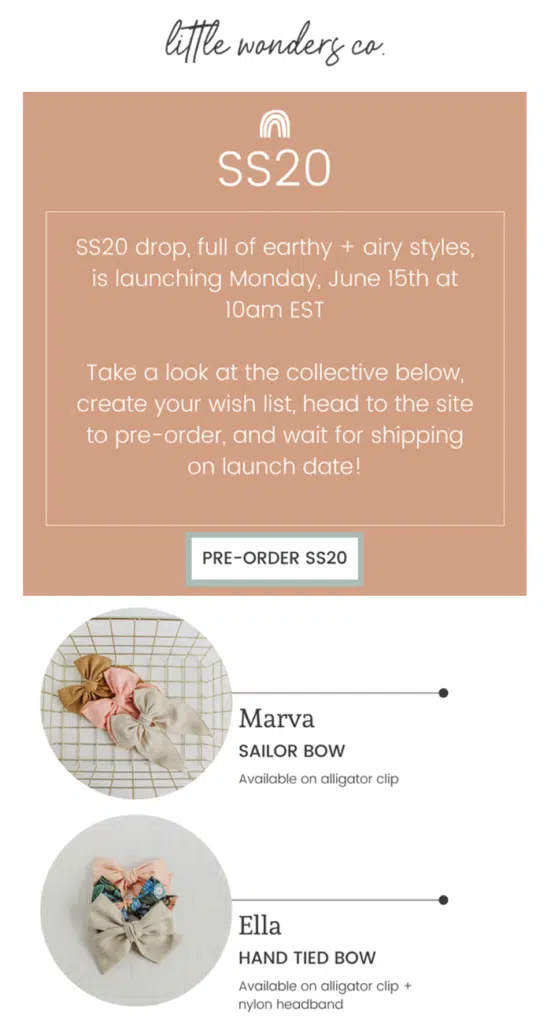 little wonders co.
SS20
SS20 drop, full of earthy + airy styles,
is launching Monday, June 15th at
10am EST
Take a look at the collective below,
create your wish list, head to the site
to pre-order, and wait for shipping
on launch date!
PRE-ORDER SS20
Marva
SAILOR BOW
Available on alligator clip
Ella
HAND TIED BOW
Available on alligator clip +
nylon headband